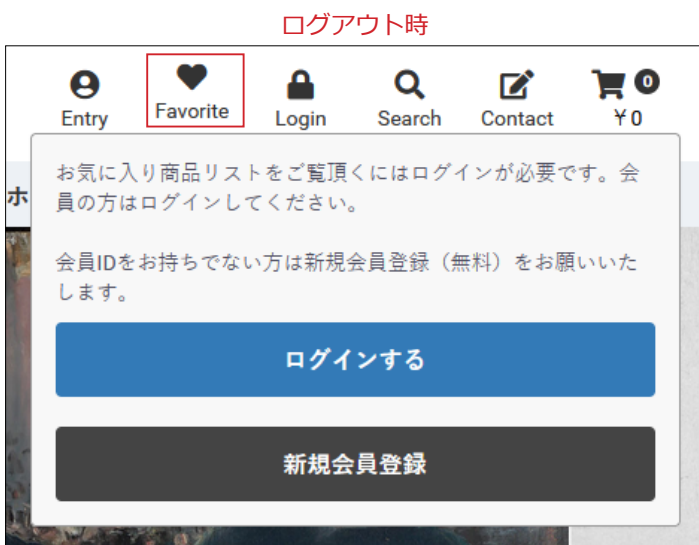 ログアウト時
0
Entry Favorite Login Search Contact ¥0
お気に入り商品リストをご覧頂くにはログインが必要です。会
員の方はログインしてください。
ホ
会員IDをお持ちでない方は新規会員登録（無料）をお願いいた
します。
ログインする
新規会員登録